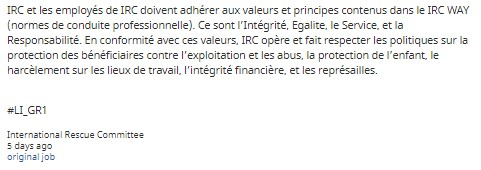 IRC et les employés de IRC doivent adhérer aux valeurs et principes contenus dans le IRC WAY
(normes de conduite professionnelle). Ce sont l'Intégrité, Egalite, le Service, et la
Responsabilité. En conformité avec ces valeurs, IRC opère et fait respecter les politiques sur la
protection des bénéficiaires contre l'exploitation et les abus, la protection de l'enfant, le
harcèlement sur les lieux de travail, l'intégrité financière, et les représailles.
#LI_GR1
International Rescue Committee
5 days ago
original job